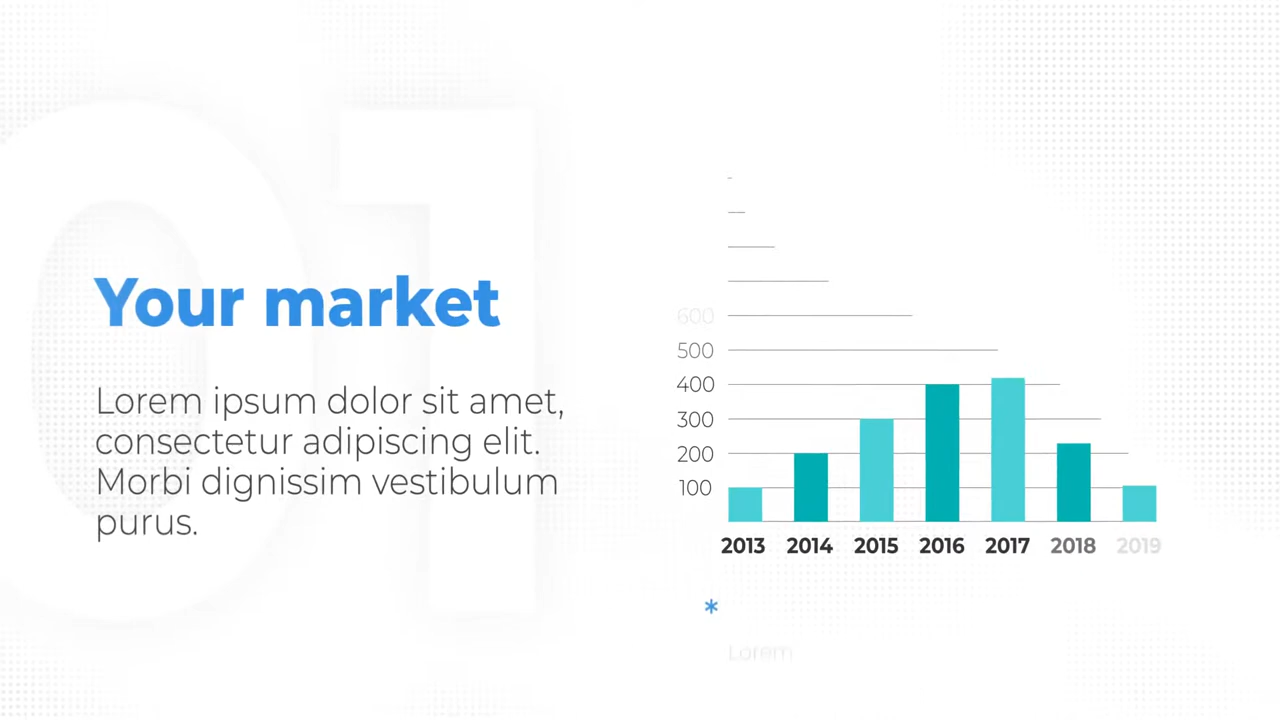 01
Your market
Lorem ipsum dolor sit amet,
consectetur adipiscing elit.
Morbi dignissim vestibulum
purus.
600
500
400
300
200
100
2013 2014 2015 2016 2017 2018 2019
*
Lorem